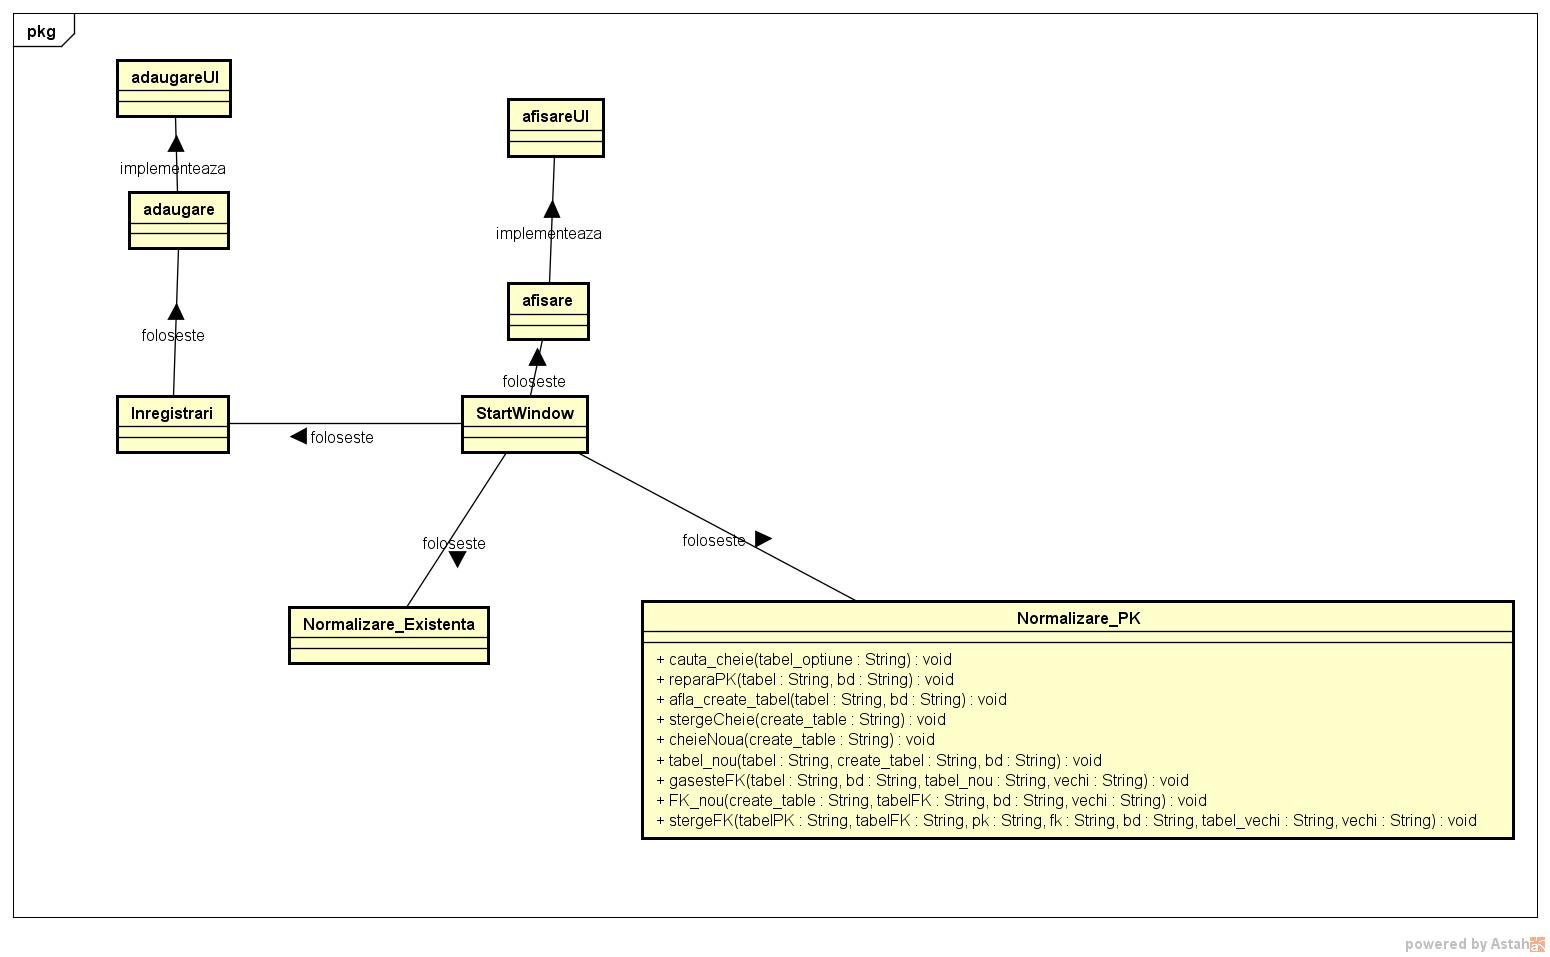 pkg
adaugareUI
afisareUI
implementeaza
adaugare
implementeaza
afisare
foloseste
foloseste
Inregistrari
StartWindow
foloseste
foloseste
foloseste
Normalizare_Existenta
Normalizare_PK
+ cauta_cheie(tabel_optiune : String) : void
+ reparaPK(tabel : String, bd : String) : void
+ afla_create_tabel(tabel : String, bd : String) : void
+ stergeCheie(create_table : String) : void
+ cheieNoua(create_table : String) : void
+ tabel_nou(tabel : String, create_tabel : String, bd : String) : void
+ gasesteFK(tabel : String, bd : String, tabel_nou : String, vechi : String) : void
+ FK_nou(create_table : String, tabelFK : String, bd : String, vechi : String) : void
+ stergeFK(tabelPK : String, tabelFK : String, pk : String, fk : String, bd : String, tabel_vechi : String, vechi : String) : void
powered by Astah